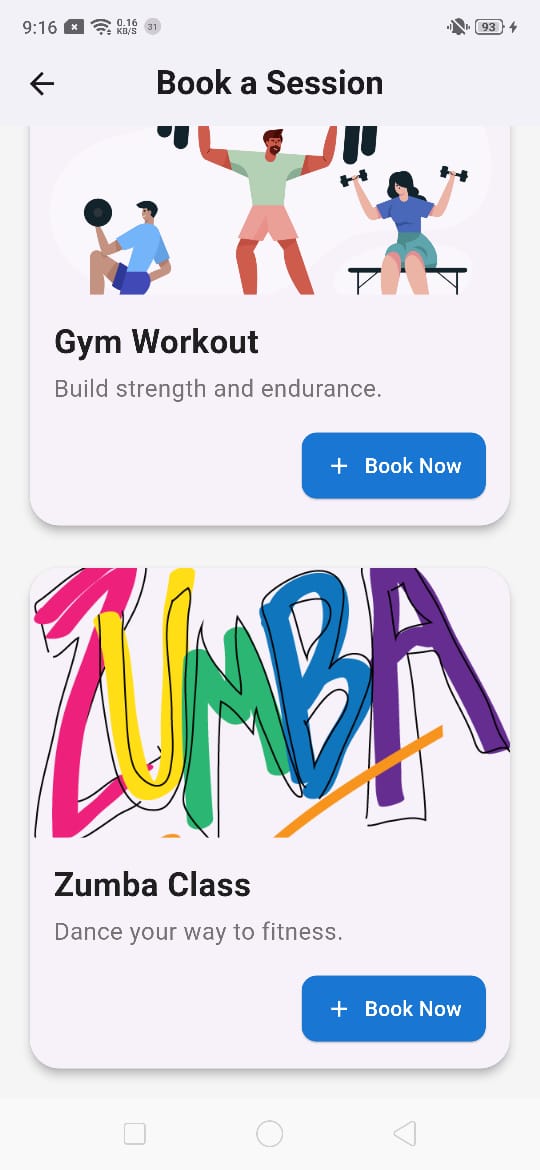 9:16 0.16 KB/S 31 93
Book a Session
Gym Workout
Build strength and endurance.
+ Book Now
ZUMBA
Zumba Class
Dance your way to fitness.
+ Book Now